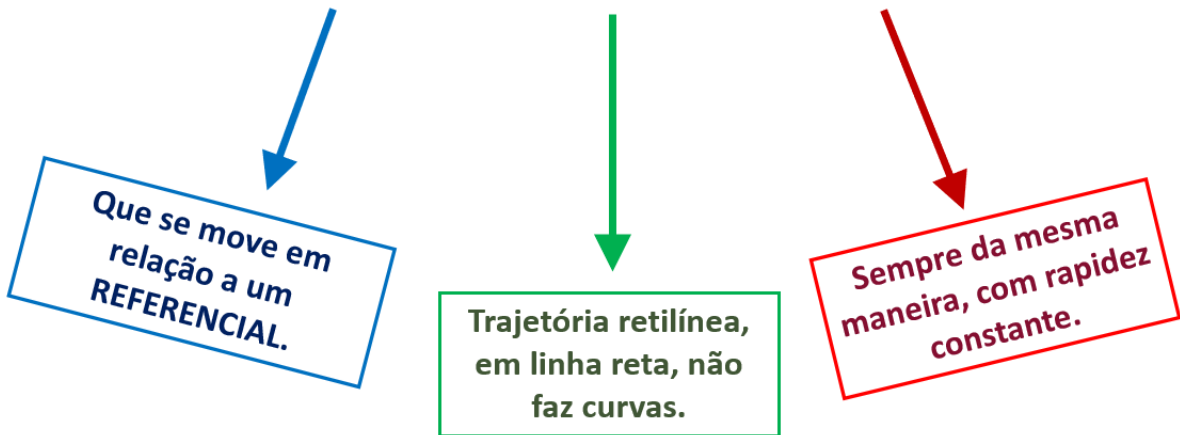 Que se move em
relação a um
REFERENCIAL.
Trajetória retilínea,
em linha reta, não
faz curvas.
Sempre da mesma
maneira, com rapidez
constante.